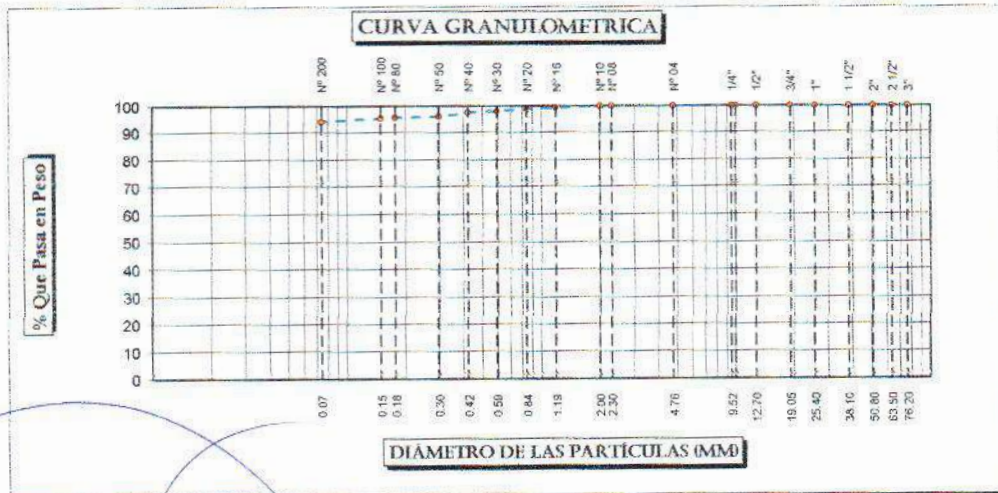 CURVA GRANULOMETRICA
Nº 200 Nº 100 Nº 80 Nº 50 Nº 40 Nº 30 Nº 20 Nº 16 Nº 10 Nº 08 Nº 04 1/4" 1/2" 3/4" 1" 1 1/2" 2" 2 1/2" 3"
% Que Pasa en Peso
100
90
80
70
60
50
40
30
20
10
0
0.07 0.15 0.18 0.30 0.42 0.59 0.84 1.19 2.00 2.30 4.76 9.52 12.70 19.05 25.40 38.10 50.80 63.50 76.20
DIÁMETRO DE LAS PARTÍCULAS (MM)